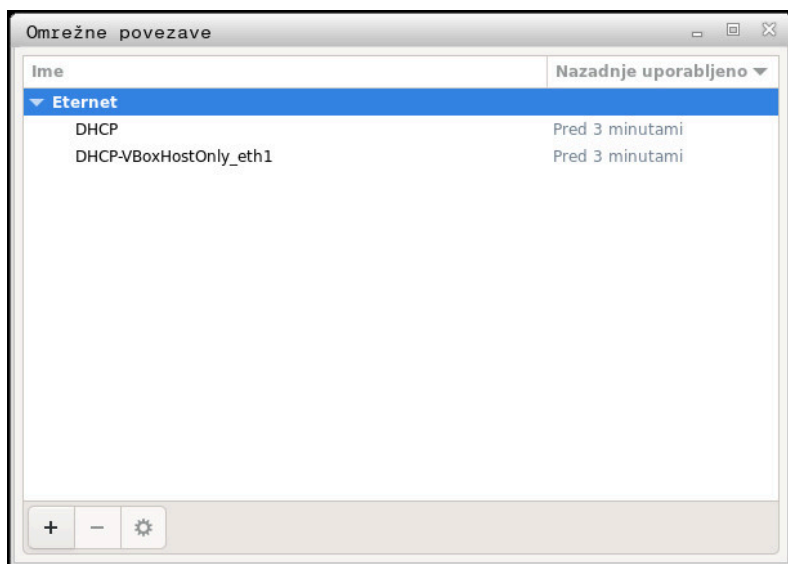 Omrežne povezave
Ime Nazadnje uporabljeno
Eternet
DHCP Pred 3 minutami
DHCP-VBoxHostOnly_eth1 Pred 3 minutami